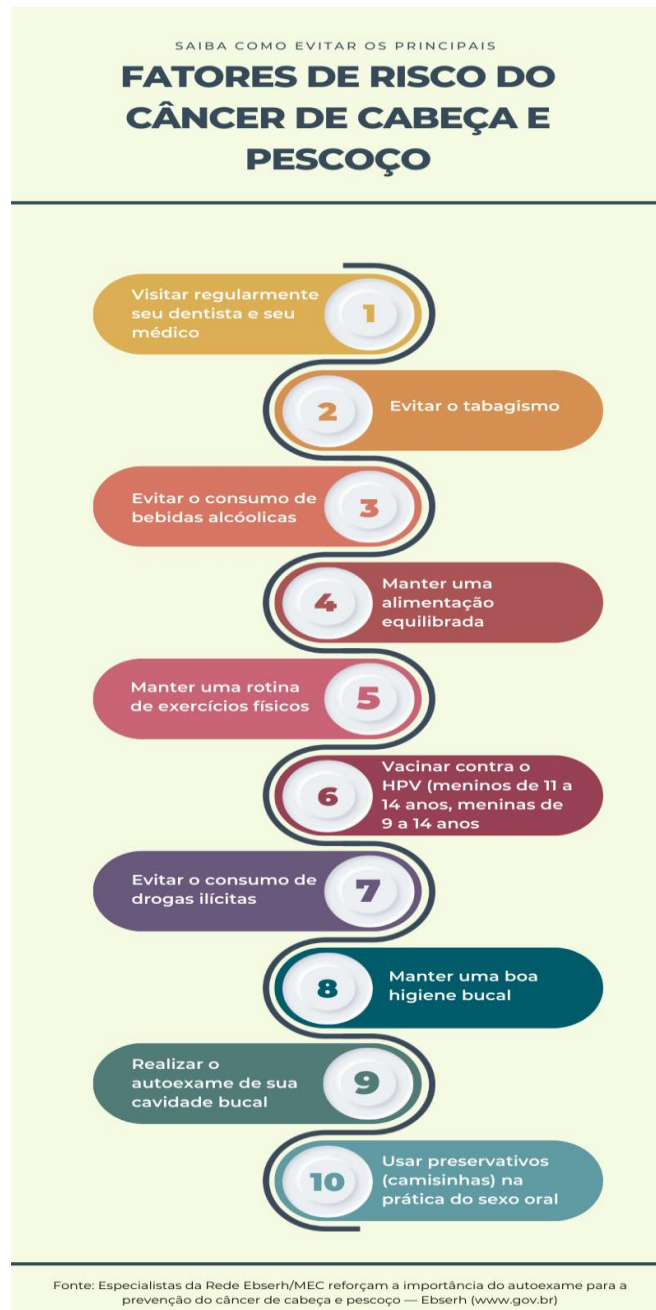 SAIBA COMO EVITAR OS PRINCIPAIS
FATORES DE RISCO DO
CÂNCER DE CABEÇA E
PESCOÇO
Visitar regularmente
seu dentista e seu
médico
1
2
Evitar o tabagismo
Evitar o consumo de
bebidas alcóolicas
3
4
Manter uma
alimentação
equilibrada
Manter uma rotina
de exercícios físicos
5
6
Vacinar contra o
HPV (meninos de 11 a
14 anos, meninas de
9 a 14 anos
Evitar o consumo de
drogas ilícitas
7
8
Manter uma boa
higiene bucal
Realizar o
autoexame de sua
cavidade bucal
9
10
Usar preservativos
(camisinhas) na
prática do sexo oral
Fonte: Especialistas da Rede Ebserh/MEC reforçam a importância do autoexame para a
prevenção do câncer de cabeça e pescoço — Ebserh (www.gov.br)